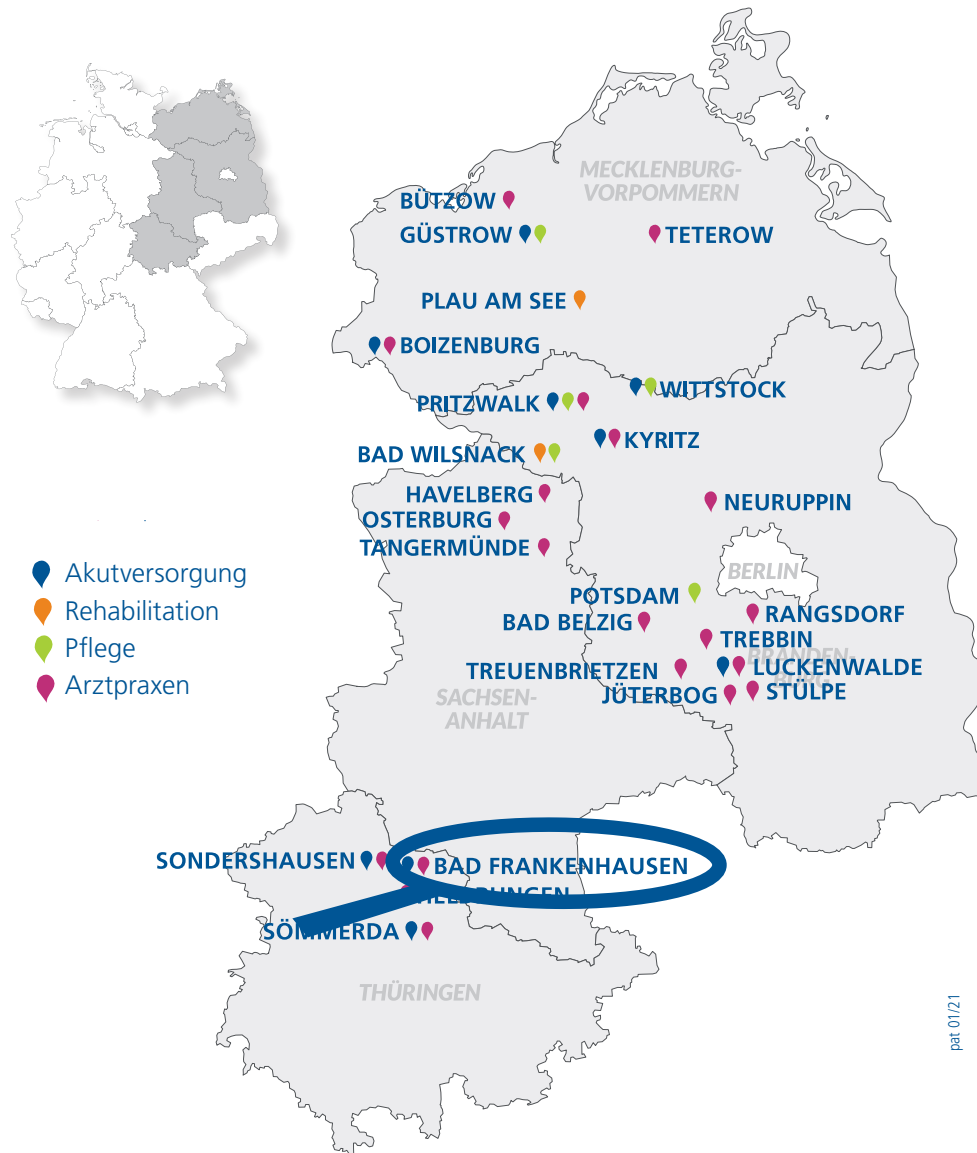 MECKLENBURG-
VORPOMMERN
BÜTZOW
GÜSTROW
TETEROW
PLAU AM SEE
BOIZENBURG
WITTSTOCK
PRITZWALK
KYRITZ
BAD WILSNACK
HAVELBERG
NEURUPPIN
OSTERBURG
TANGERMÜNDE
BERLIN
Akutversorgung
Rehabilitation
Pflege
Arztpraxen
POTSDAM
RANGSDORF
BAD BELZIG
TREBBIN
BRANDEN-
BURG
TREUENBRIETZEN
LUCKENWALDE
JÜTERBOG
STÜLPE
SACHSEN-
ANHALT
SONDERSHAUSEN
BAD FRANKENHAUSEN
SÖMMERDA
THÜRINGEN
pat 01/21